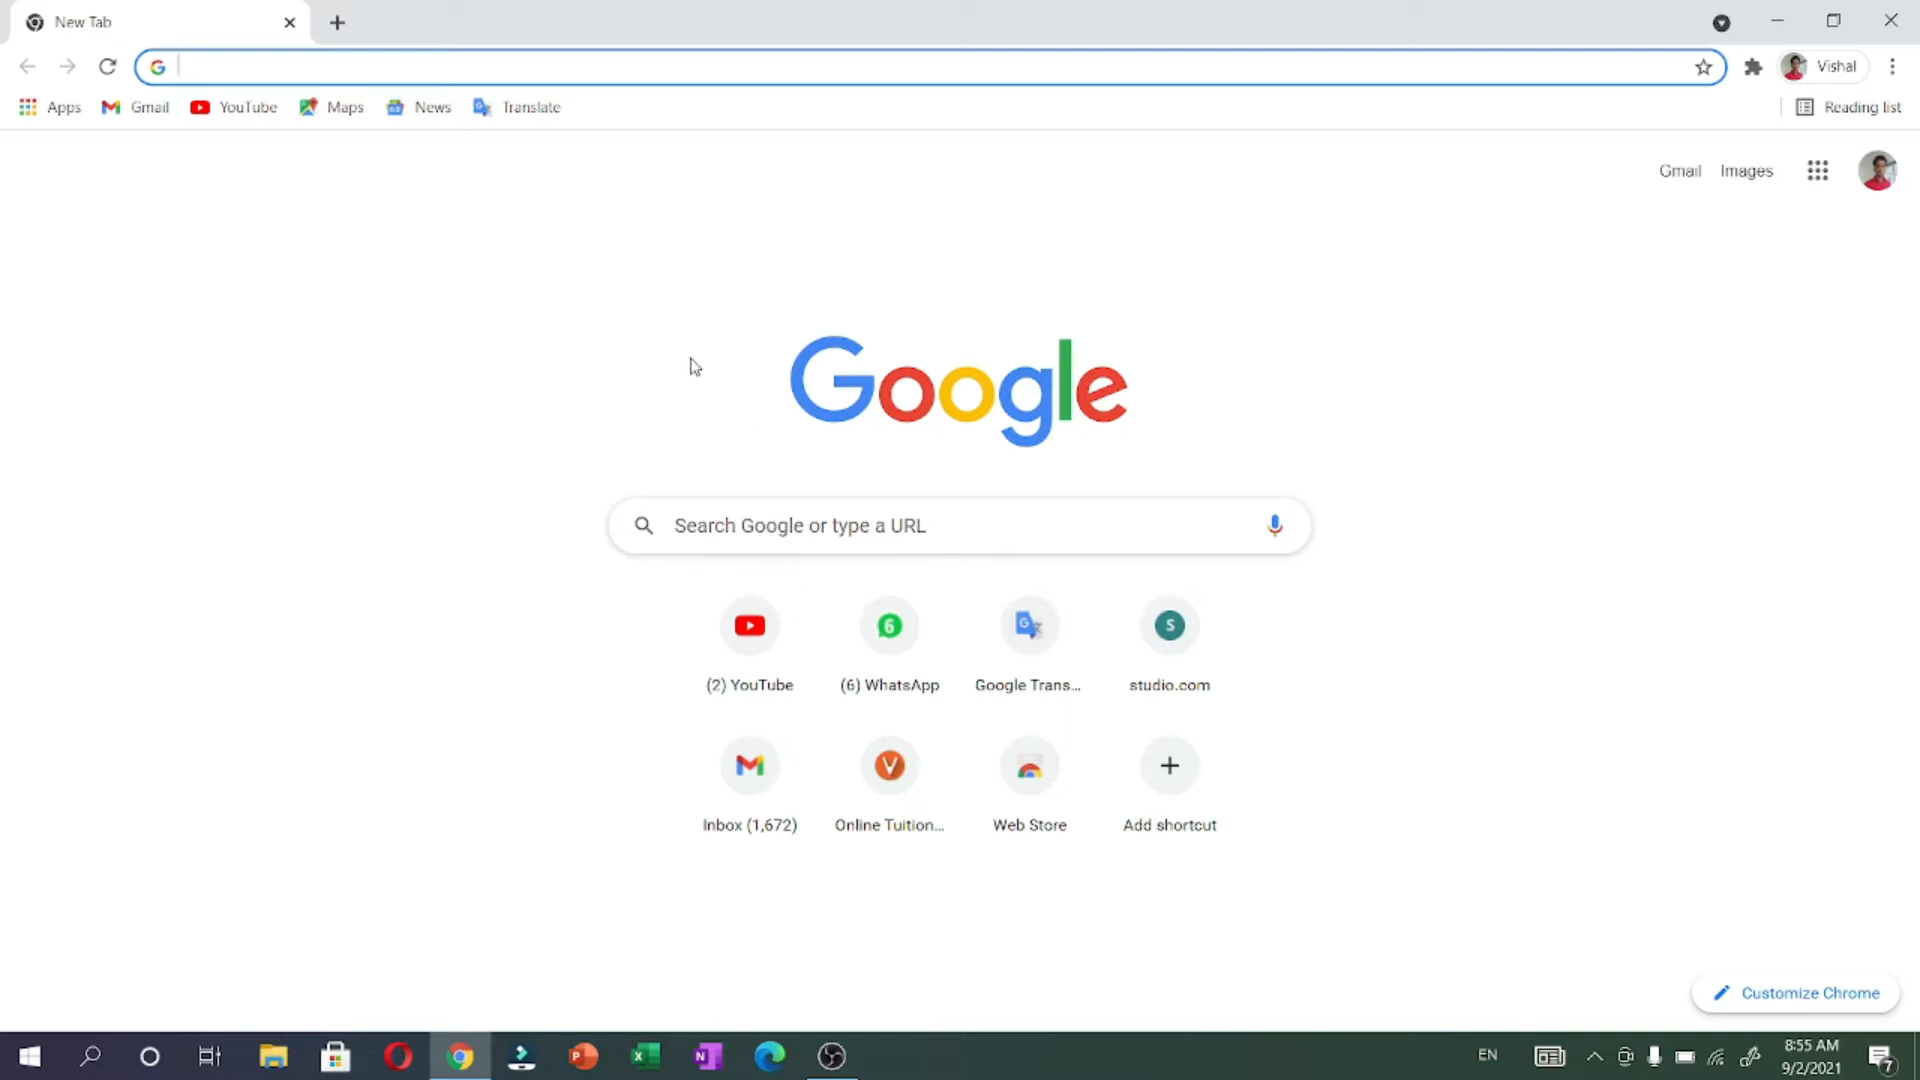 New Tab
Vishal
Apps Gmail YouTube Maps News Translate Reading list
Gmail Images
Google
Search Google or type a URL
(2) YouTube (6) WhatsApp Google Trans... studio.com
Inbox (1,672) Online Tuition... Web Store Add shortcut
Customize Chrome
EN 8:55 AM
9/2/2021
7